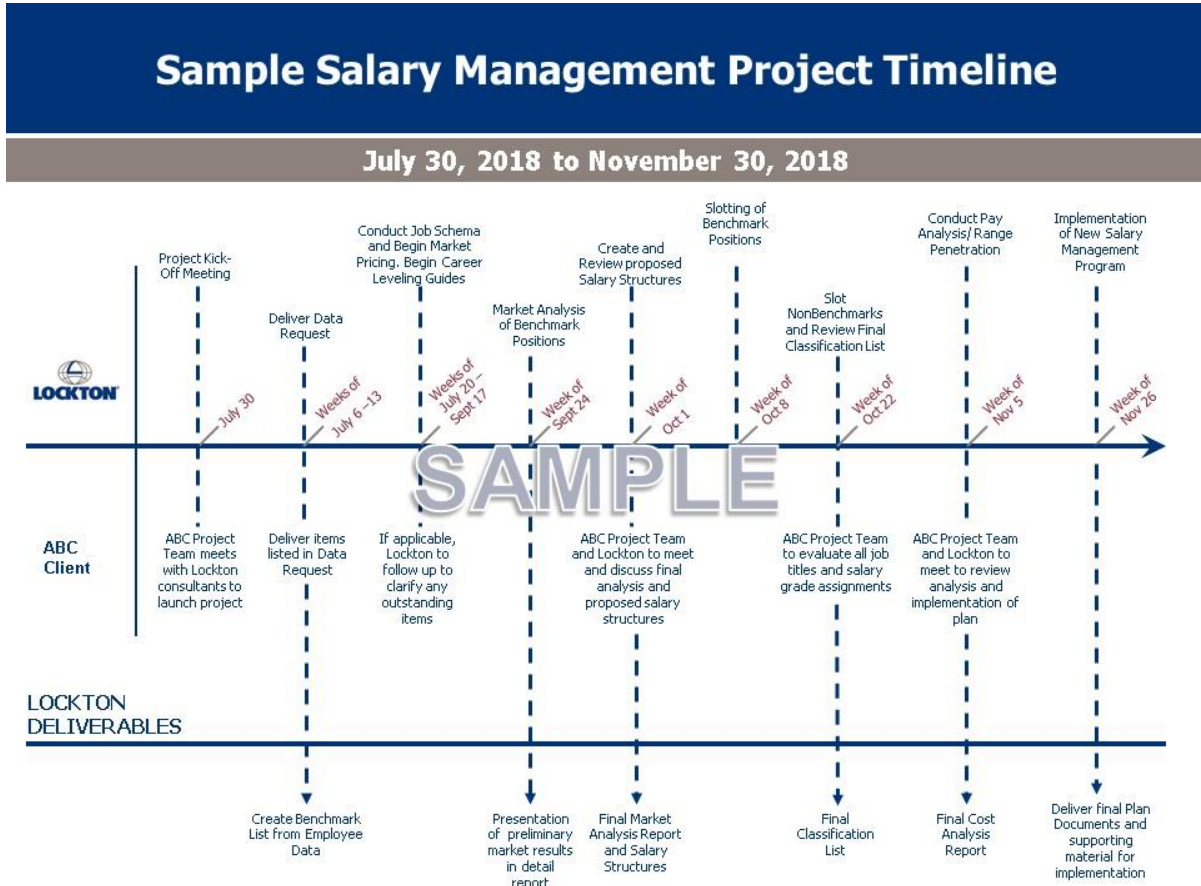 Sample Salary Management Project Timeline
July 30, 2018 to November 30, 2018
Project Kick-
Off Meeting
Deliver Data
Request
Conduct Job Schema
and Begin Market
Pricing. Begin Career
Leveling Guides
Market Analysis
of Benchmark
Positions
Create and
Review proposed
Salary Structures
Slotting of
Benchmark
Positions
Slot
NonBenchmarks
and Review Final
Classification List
Conduct Pay
Analysis/ Range
Penetration
Implementation
of New Salary
Management
Program
LOCKTON
July 30
Weeks of
July 6 -13
Weeks of
July 20 –
Sept 17
Week of
Sept 24
Week of
Oct 1
Week of
Oct 8
Week of
Oct 22
Week of
Nov 5
Week of
Nov 26
SAMPLE
ABC
Client
ABC Project
Team meets
with Lockton
consultants to
launch project
Deliver items
listed in Data
Request
If applicable,
Lockton to
follow up to
clarify any
outstanding
items
ABC Project Team
and Lockton to meet
and discuss final
analysis and
proposed salary
structures
ABC Project Team
to evaluate all job
titles and salary
grade assignments
ABC Project Team
and Lockton to
meet to review
analysis and
implementation of
plan
LOCKTON
DELIVERABLES
Create Benchmark
List from Employee
Data
Presentation
of preliminary
market results
in detail
report
Final Market
Analysis Report
and Salary
Structures
Final
Classification
List
Final Cost
Analysis
Report
Deliver final Plan
Documents and
supporting
material for
implementation